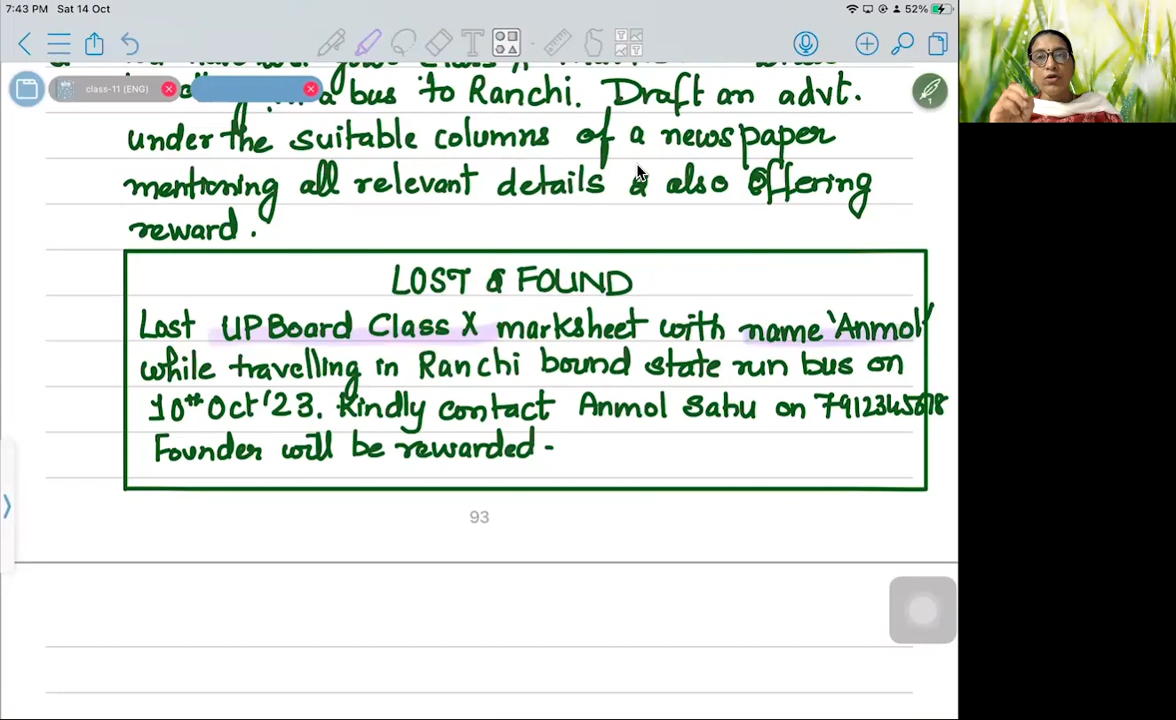 7:43 PM Sat 14 Oct
52%
class-11 (ENG)
a bus to Ranchi. Draft an advt.
under the suitable columns of a newspaper
mentioning all relevant details & also offering
reward.
LOST & FOUND
Lost UP Board Class X marksheet with name 'Anmol'
while travelling in Ranchi bound state run bus on
10th Oct '23. Kindly contact Anmol Sahu on
Founder will be rewarded -
93